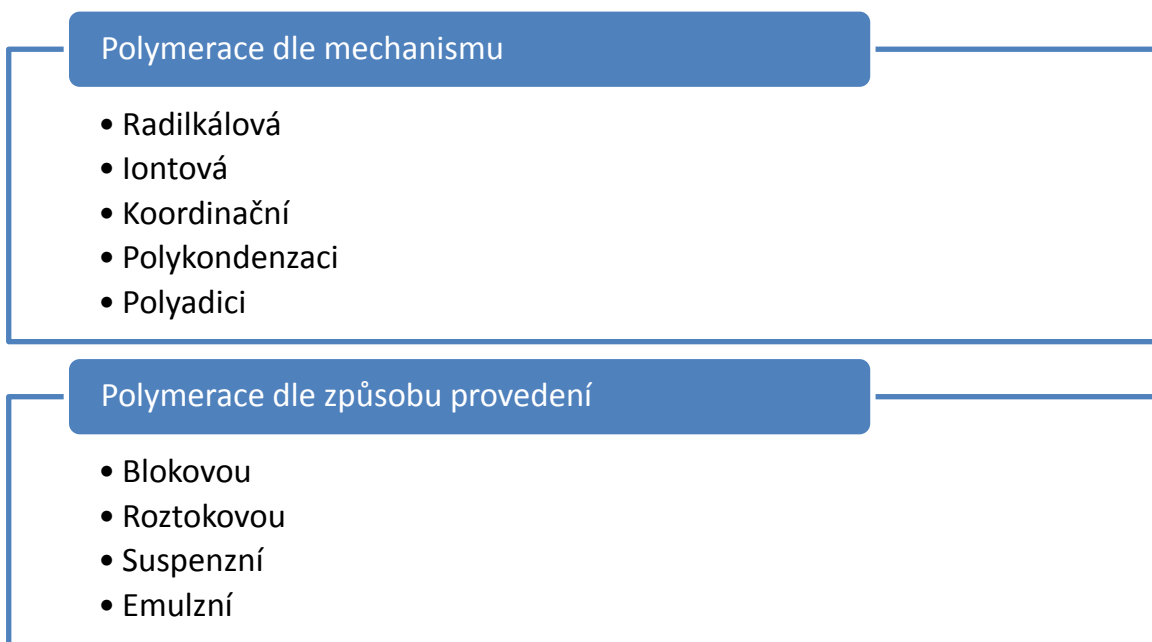 Polymerace dle mechanismu
• Radilkálová
• Iontová
• Koordinační
• Polykondenzaci
• Polyadici
Polymerace dle způsobu provedení
• Blokovou
• Roztokovou
• Suspenzní
• Emulzní